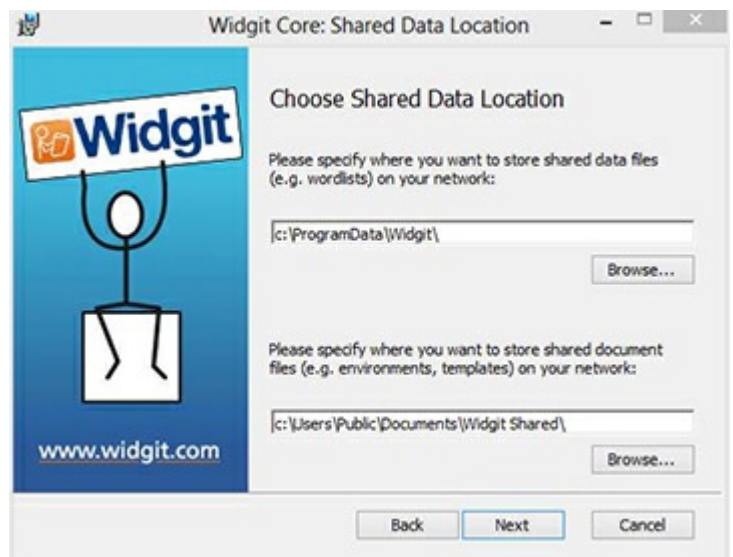 Widgit Core: Shared Data Location
Widgit
www.widgit.com
Choose Shared Data Location
Please specify where you want to store shared data files
(e.g. wordlists) on your network:
c:\ProgramData\Widgit\
Browse...
Please specify where you want to store shared document
files (e.g. environments, templates) on your network:
c:\Users\Public\Documents\Widgit Shared\
Browse...
Back
Next
Cancel